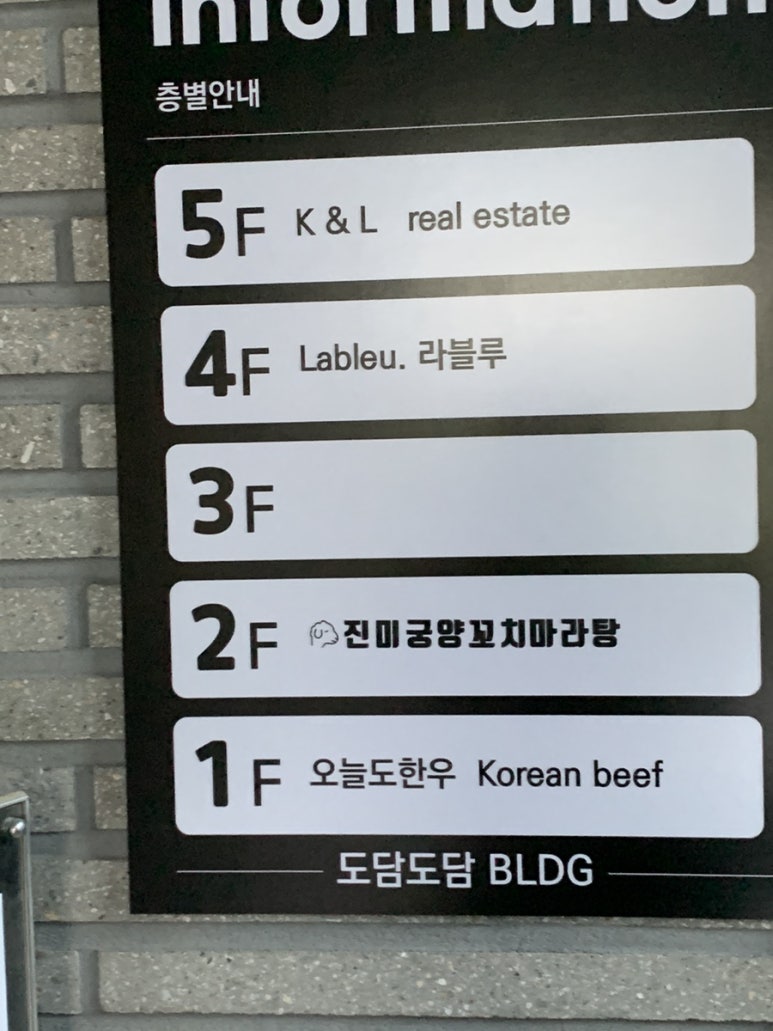 Information
층별안내
5F K & L real estate
4F Lableu. 라블루
3F
2F 진미궁양꼬치마라탕
1F 오늘도한우 Korean beef
도담도담 BLDG